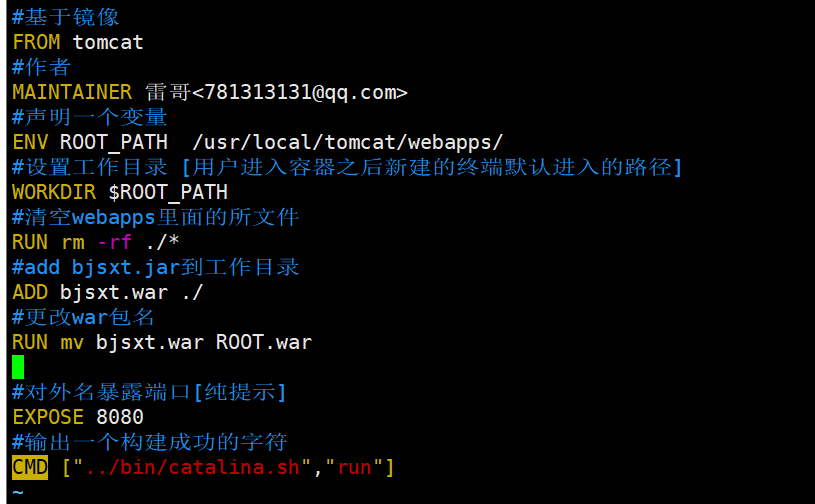 #基于镜像
FROM tomcat
#作者
MAINTAINER 雷哥<781313131@qq.com>
#声明一个变量
ENV ROOT_PATH  /usr/local/tomcat/webapps/
#设置工作目录 [用户进入容器之后新建的终端默认进入的路径]
WORKDIR $ROOT_PATH
#清空webapps里面的所文件
RUN rm -rf ./*
#add bjsxt.jar到工作目录
ADD bjsxt.war ./
#更改war包名
RUN mv bjsxt.war ROOT.war
#对外名暴露端口[纯提示]
EXPOSE 8080
#输出一个构建成功的字符
CMD ["../bin/catalina.sh","run"]
~